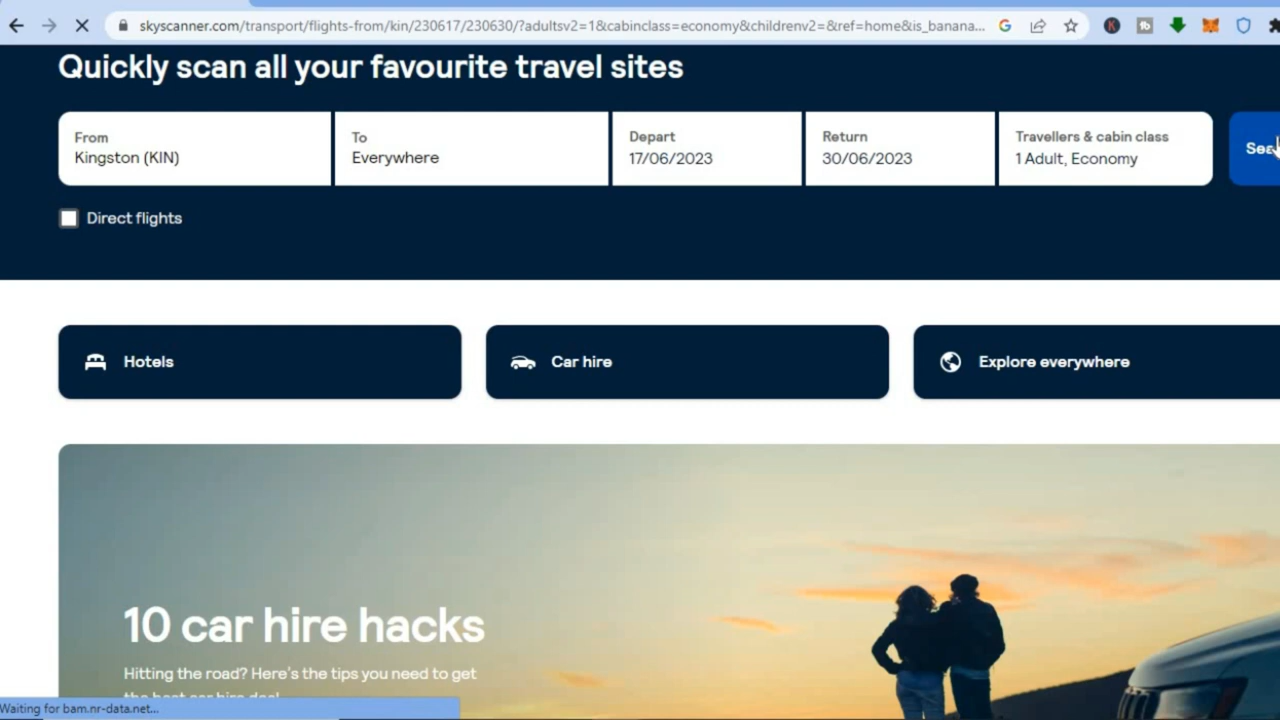 skyscanner.com/transport/flights-from/kin/230617/230630/?adultsv2=1&cabinclass=economy&childrenv2=&ref=home&is_banana...
Quickly scan all your favourite travel sites
From
Kingston (KIN)
To
Everywhere
Depart
17/06/2023
Return
30/06/2023
Travellers & cabin class
1 Adult, Economy
Direct flights
Hotels
Car hire
Explore everywhere
10 car hire hacks
Hitting the road? Here's the tips you need to get
the best car hire deal
Waiting for bam.nr-data.net...